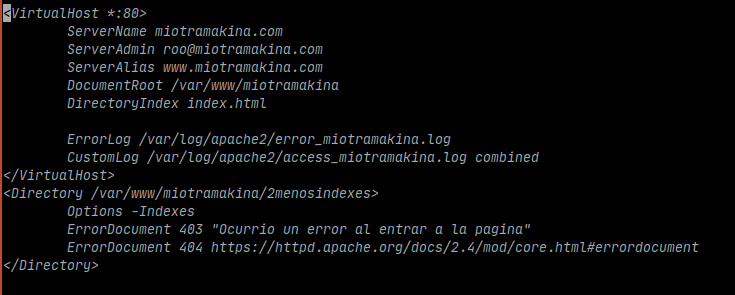 <VirtualHost *:80>
ServerName miotramakina.com
ServerAdmin roo@miotramakina.com
ServerAlias www.miotramakina.com
DocumentRoot /var/www/miotramakina
DirectoryIndex index.html
ErrorLog /var/log/apache2/error_miotramakina.log
CustomLog /var/log/apache2/access_miotramakina.log combined
</VirtualHost>
<Directory /var/www/miotramakina/2menosindexes>
Options -Indexes
ErrorDocument 403 "Ocurrio un error al entrar a la pagina"
ErrorDocument 404 https://httpd.apache.org/docs/2.4/mod/core.html#errordocument
</Directory>